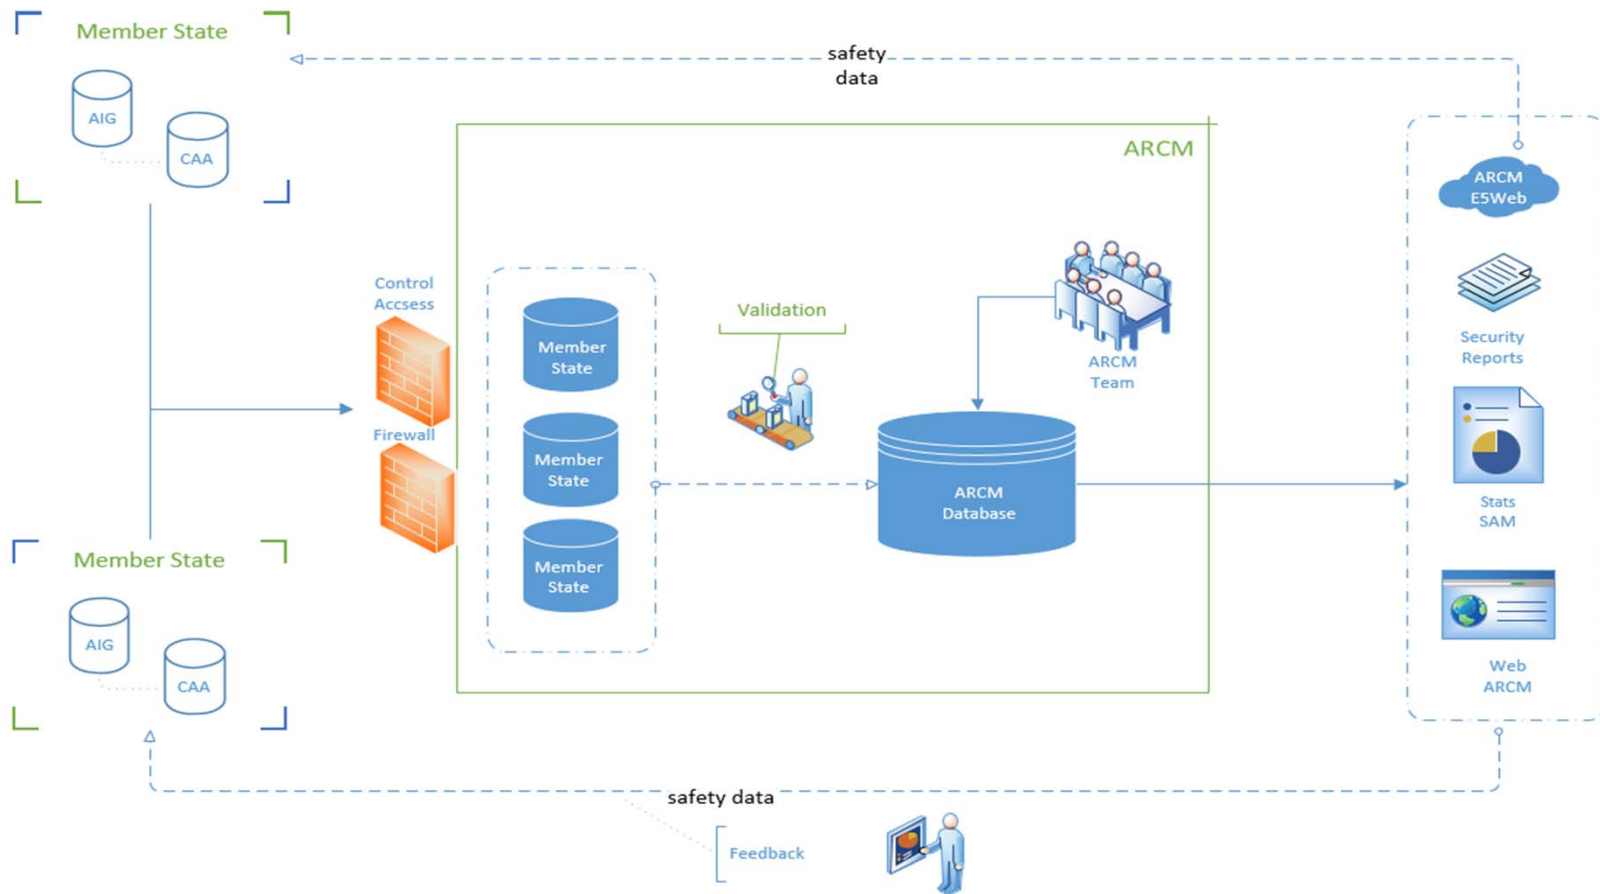 Member State
AIG
CAA
safety
data
ARCM
ARCM
E5Web
Control
Accsess
Firewall
Member
State
Member
State
Member
State
Validation
ARCM
Team
ARCM
Database
Security
Reports
Stats
SAM
Web
ARCM
Member State
AIG
CAA
safety data
Feedback